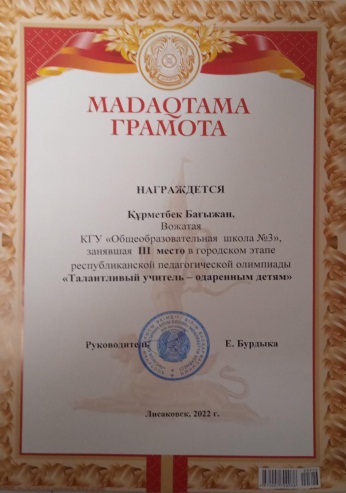 MADAQTAMA
ГРАМОТА
НАГРАЖДЕТСЯ
Құрметбек Бағыжан,
Вожатая
КГУ «Общеобразовательная школа №3»,
занявшая III место в городском этапе
республиканской педагогической олимпиады
«Талантливый учитель – одаренным детям»
Руководитель Е. Бурдыка
Лисаковск, 2022 г.